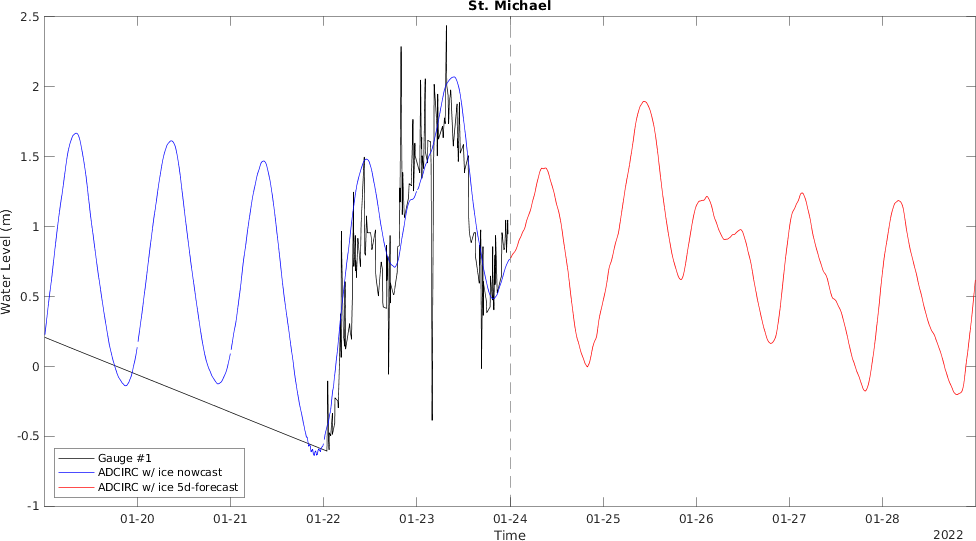 St. Michael
2.5
2
1.5
1
0.5
0
-0.5
-1
Water Level (m)
Gauge #1
ADCIRC w/ ice nowcast
ADCIRC w/ ice 5d-forecast
01-20 01-21 01-22 01-23 01-24 01-25 01-26 01-27 01-28
Time
2022